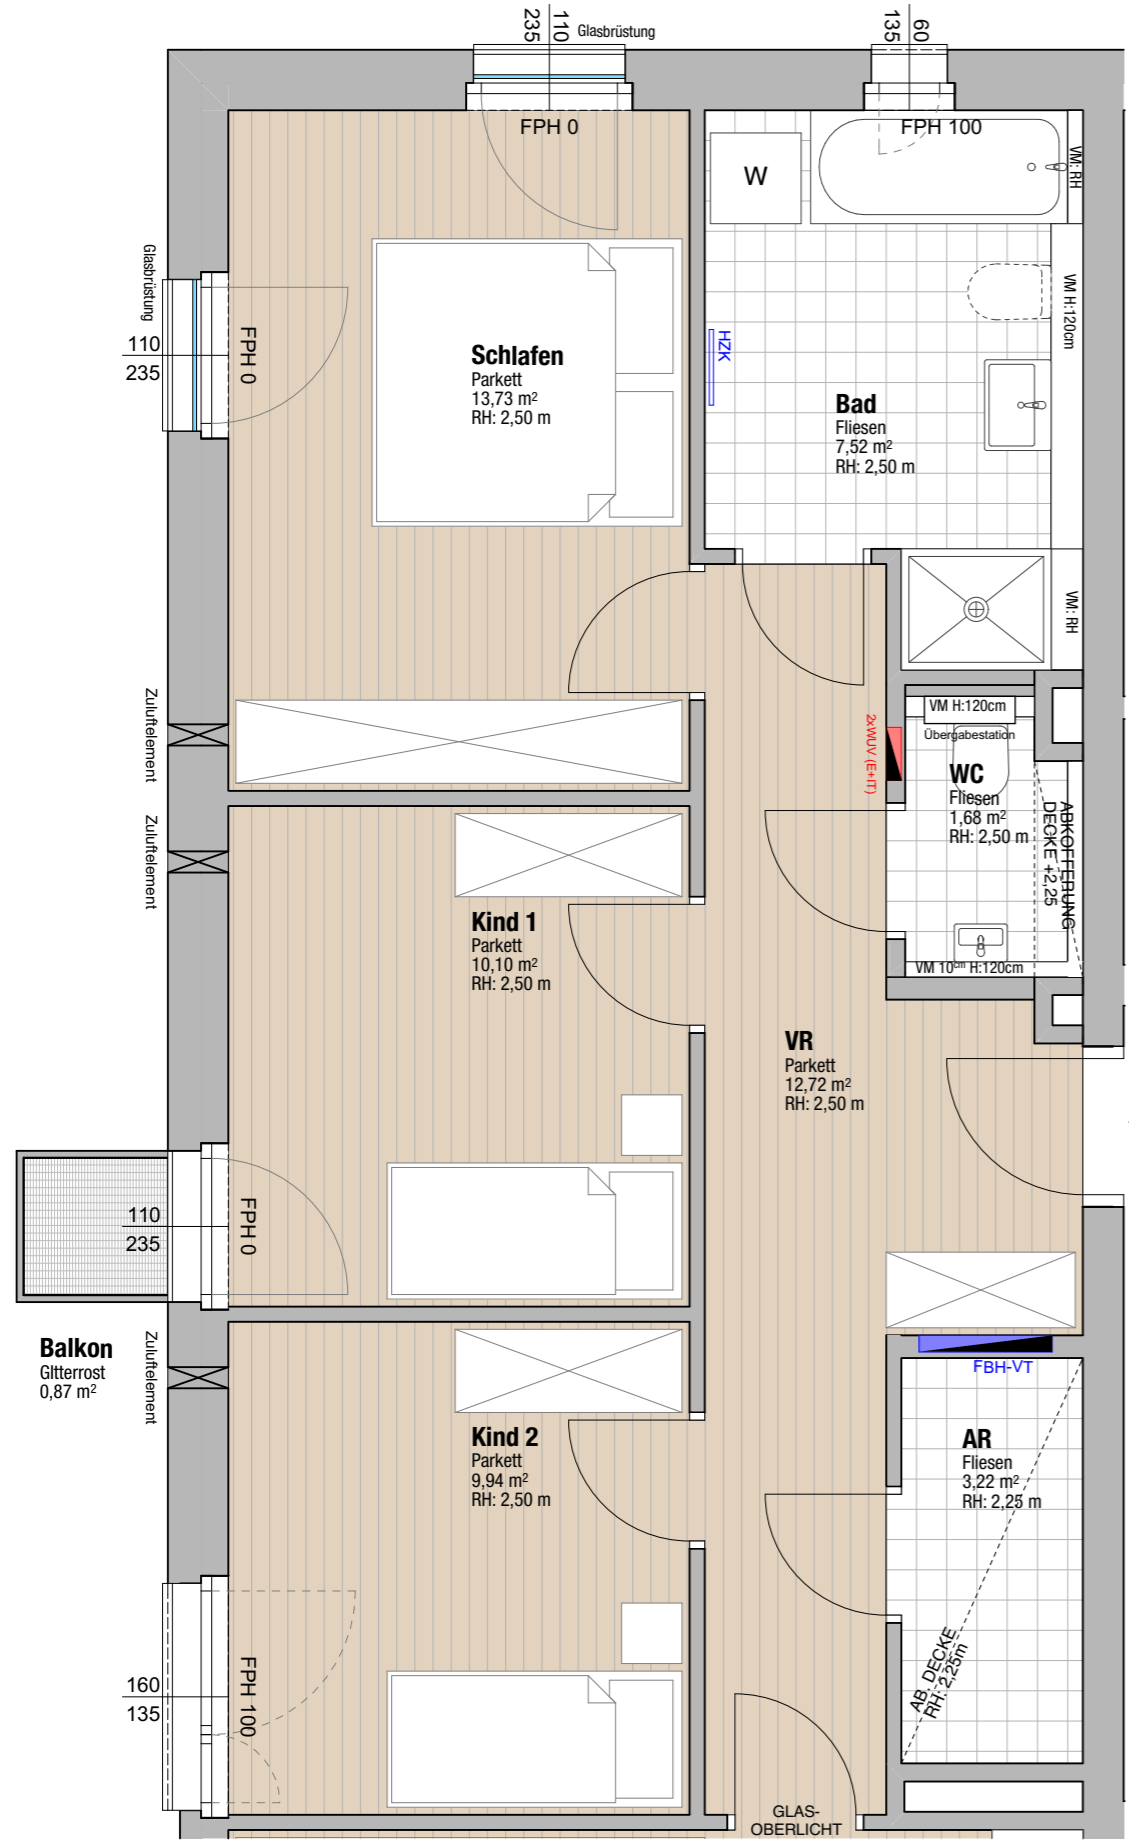 110
235
Glasbrüstung
60
135
FPH 0
FPH 100
W
VM: RH
Glasbrüstung
110
235
FPH 0
Schlafen
Parkett
13,73 m²
RH: 2,50 m
HZK
VM H:120cm
Bad
Fliesen
7,52 m²
RH: 2,50 m
VM: RH
Zuluftelement
2xWUV (E+IT)
VM H:120cm
Übergabestation
WC
Fliesen
1,68 m²
RH: 2,50 m
ABKOFFERUNG
DECKE +2,25
VM 10cm H:120cm
Zuluftelement
Kind 1
Parkett
10,10 m²
RH: 2,50 m
VR
Parkett
12,72 m²
RH: 2,50 m
110
235
FPH 0
Balkon
GItterrost
0,87 m²
Zuluftelement
FBH-VT
Kind 2
Parkett
9,94 m²
RH: 2,50 m
AR
Fliesen
3,22 m²
RH: 2,25 m
AB. DECKE
RH: 2,25m
160
135
FPH 100
GLAS-
OBERLICHT